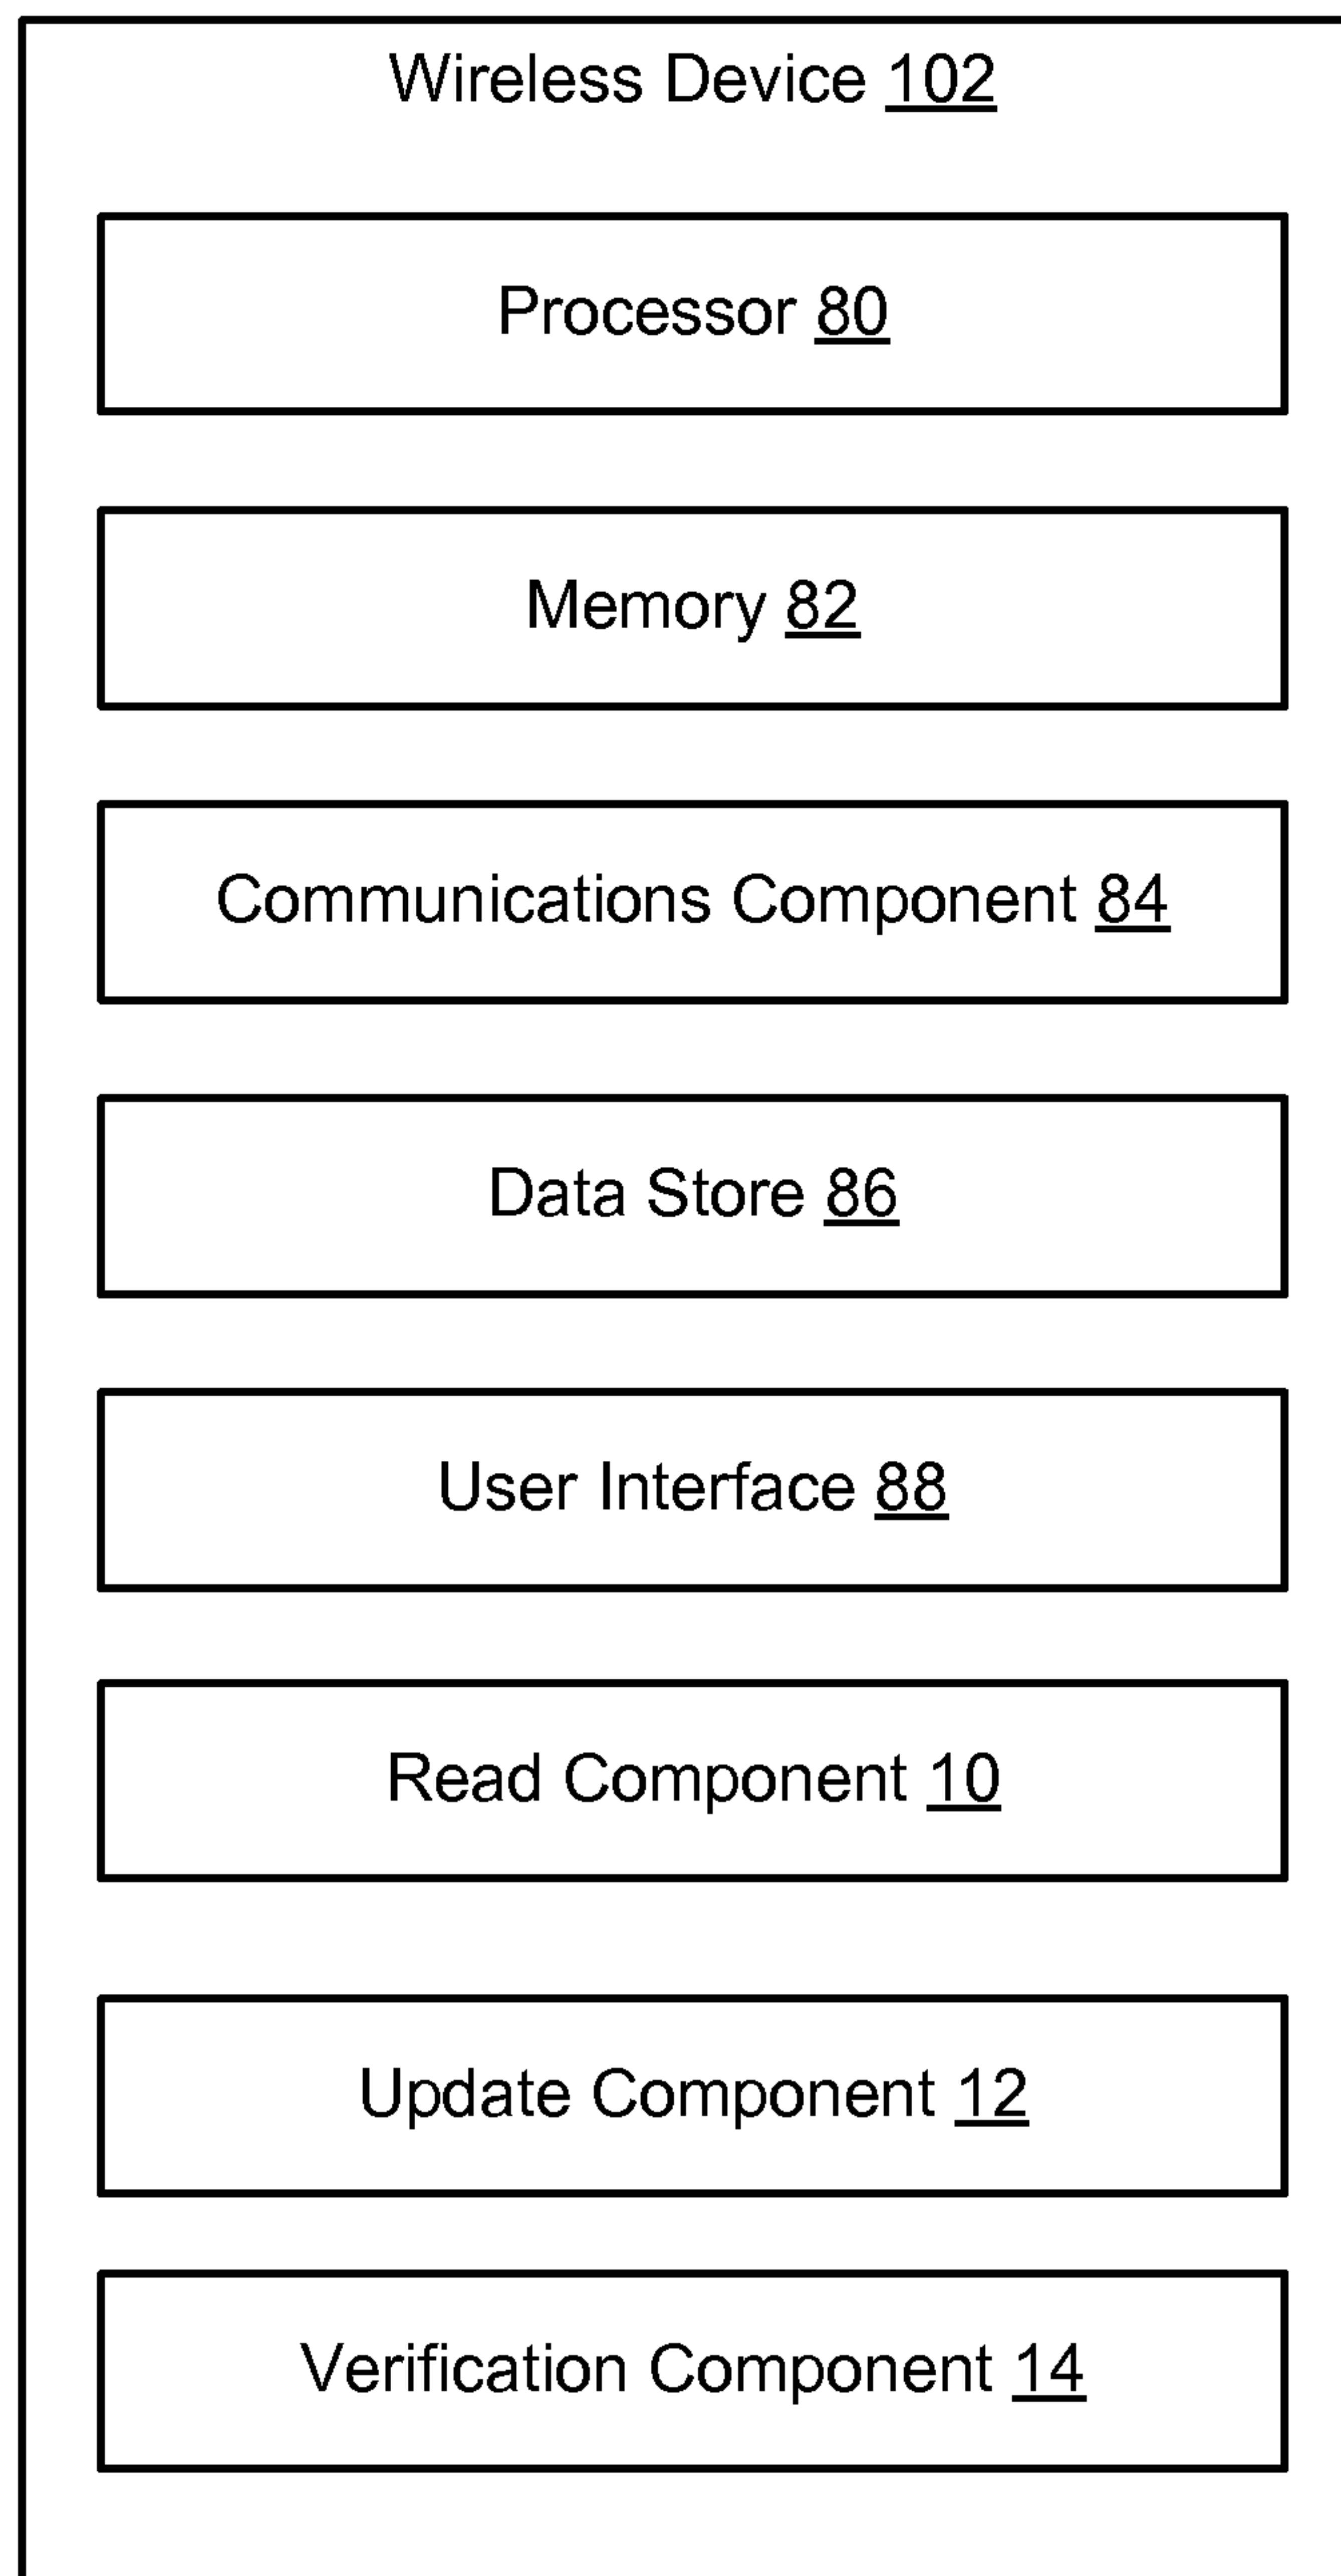 Wireless Device 102
Processor 80
Memory 82
Communications Component 84
Data Store 86
User Interface 88
Read Component 10
Update Component 12
Verification Component 14